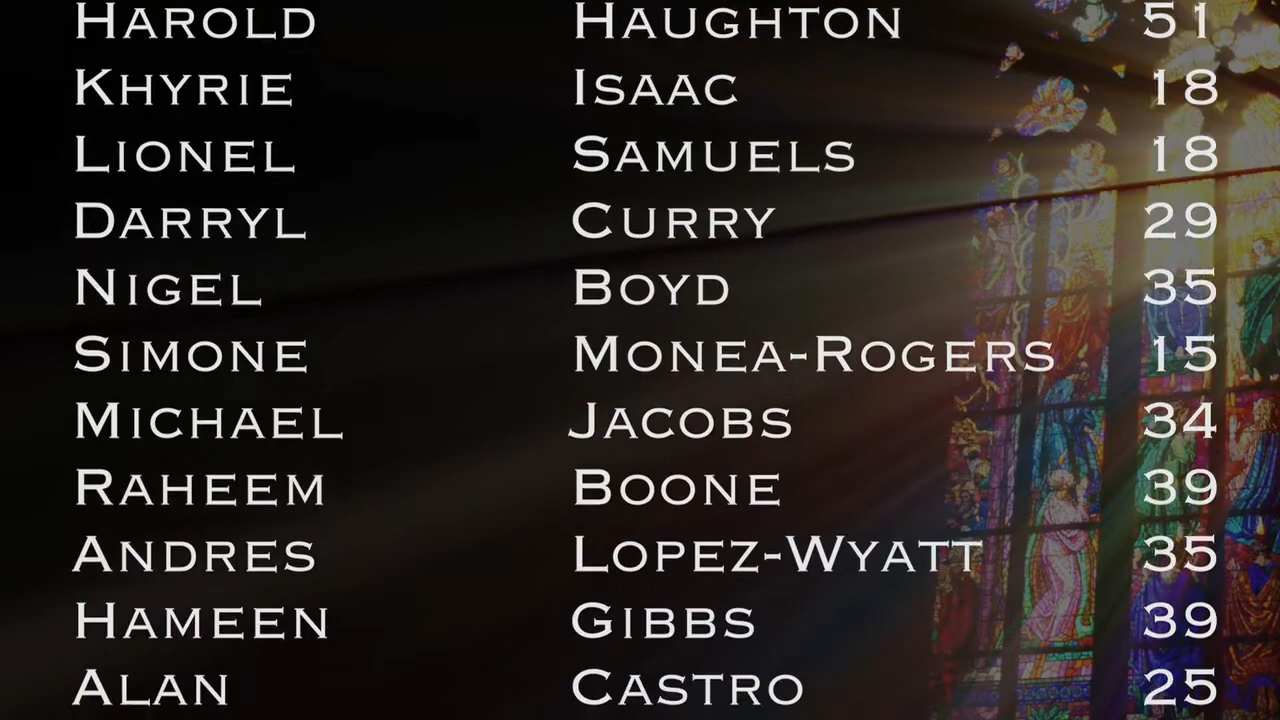 Harold Haughton 51
Khyrie Isaac 18
Lionel Samuels 18
Darryl Curry 29
Nigel Boyd 35
Simone Monea-Rogers 15
Michael Jacobs 34
Raheem Boone 39
Andres Lopez-Wyatt 35
Hameen Gibbs 39
Alan Castro 25